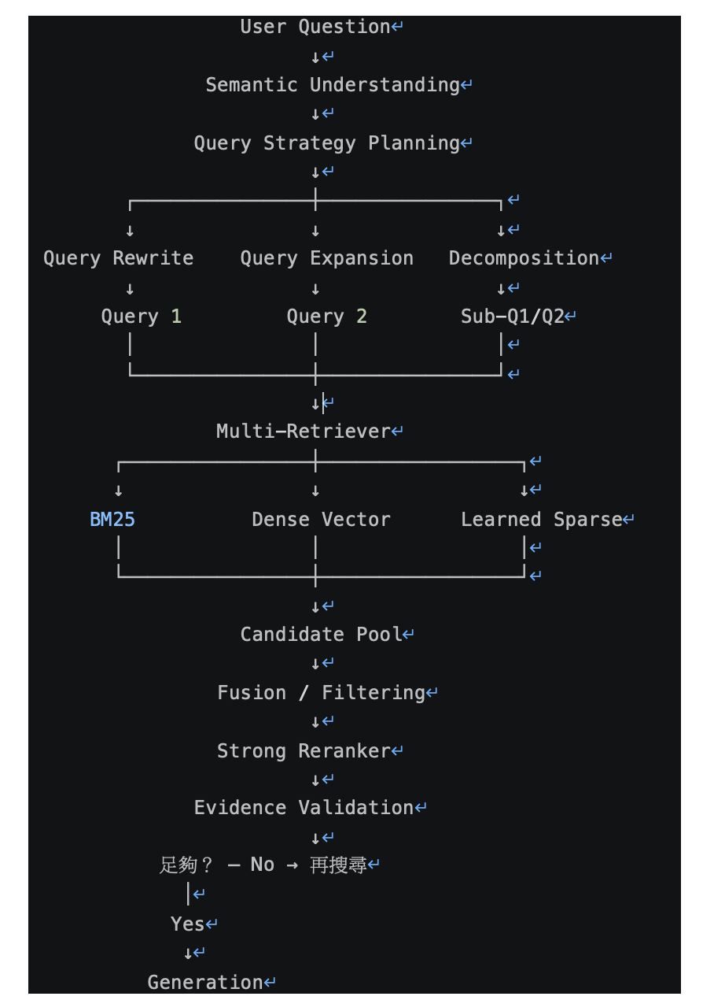 User Question↵
↓↵
Semantic Understanding↵
↓↵
Query Strategy Planning↵
↓↵
┌───────────────┼───────────────┐↵
↓ ↓ ↓↵
Query Rewrite Query Expansion Decomposition↵
↓ ↓ ↓↵
Query 1 Query 2 Sub-Q1/Q2↵
│ │ │↵
└───────────────┼───────────────┘↵
↓↵
Multi-Retriever↵
┌────────────────┼─────────────────┐↵
↓ ↓ ↓↵
BM25 Dense Vector Learned Sparse↵
│ │ │↵
└────────────────┼─────────────────┘↵
↓↵
Candidate Pool↵
↓↵
Fusion / Filtering↵
↓↵
Strong Reranker↵
↓↵
Evidence Validation↵
↓↵
足夠？ — No → 再搜尋↵
│↵
Yes↵
↓↵
Generation↵